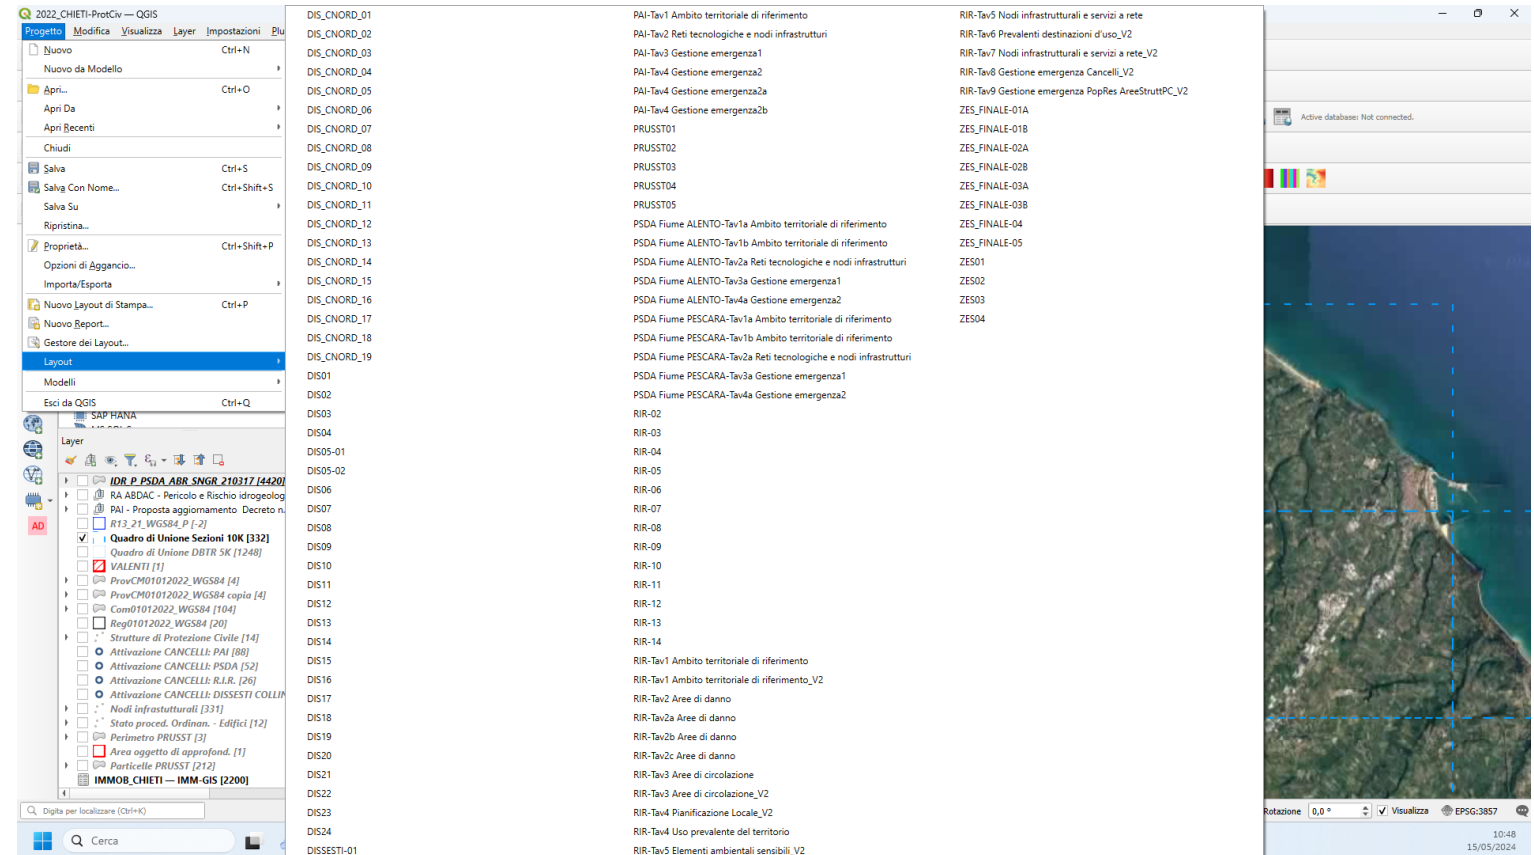 2022_CHIETI-ProtCiv — QGIS
Progetto Modifica Visualizza Layer Impostazioni Plu
Nuovo Ctrl+N
Nuovo da Modello
Apri... Ctrl+O
Apri Da
Apri Recenti
Chiudi
Salva Ctrl+S
Salva Con Nome... Ctrl+Shift+S
Salva Su
Ripristina...
Proprietà... Ctrl+Shift+P
Opzioni di Aggancio...
Importa/Esporta
Nuovo Layout di Stampa... Ctrl+P
Nuovo Report...
Gestore dei Layout...
Layout
Modelli
Esci da QGIS Ctrl+Q
SAP HANA
Layer
IDR_P_PSDA_ABR_SNGR_210317 [4420]
RA ABDAC - Pericolo e Rischio idrogeolog
PAI - Proposta aggiornamento Decreto n.
R13_21_WGS84_P [-2]
Quadro di Unione Sezioni 10K [332]
Quadro di Unione DBTR 5K [1248]
VALENTI [1]
ProvCM01012022_WGS84 [4]
ProvCM01012022_WGS84 copia [4]
Com01012022_WGS84 [104]
Reg01012022_WGS84 [20]
Strutture di Protezione Civile [14]
Attivazione CANCELLI: PAI [88]
Attivazione CANCELLI: PSDA [52]
Attivazione CANCELLI: R.I.R. [26]
Attivazione CANCELLI: DISSESTI COLLIN
Nodi infrastutturali [331]
Stato proced. Ordinan. - Edifici [12]
Perimetro PRUSST [3]
Area oggetto di approfond. [1]
Particelle PRUSST [212]
IMMOB_CHIETI — IMM-GIS [2200]
AD
Digita per localizzare (Ctrl+K)
Cerca
DIS_CNORD_01
DIS_CNORD_02
DIS_CNORD_03
DIS_CNORD_04
DIS_CNORD_05
DIS_CNORD_06
DIS_CNORD_07
DIS_CNORD_08
DIS_CNORD_09
DIS_CNORD_10
DIS_CNORD_11
DIS_CNORD_12
DIS_CNORD_13
DIS_CNORD_14
DIS_CNORD_15
DIS_CNORD_16
DIS_CNORD_17
DIS_CNORD_18
DIS_CNORD_19
DIS01
DIS02
DIS03
DIS04
DIS05-01
DIS05-02
DIS06
DIS07
DIS08
DIS09
DIS10
DIS11
DIS12
DIS13
DIS14
DIS15
DIS16
DIS17
DIS18
DIS19
DIS20
DIS21
DIS22
DIS23
DIS24
DISSESTI-01
PAI-Tav1 Ambito territoriale di riferimento
PAI-Tav2 Reti tecnologiche e nodi infrastrutturi
PAI-Tav3 Gestione emergenza1
PAI-Tav4 Gestione emergenza2
PAI-Tav4 Gestione emergenza2a
PAI-Tav4 Gestione emergenza2b
PRUSST01
PRUSST02
PRUSST03
PRUSST04
PRUSST05
PSDA Fiume ALENTO-Tav1a Ambito territoriale di riferimento
PSDA Fiume ALENTO-Tav1b Ambito territoriale di riferimento
PSDA Fiume ALENTO-Tav2a Reti tecnologiche e nodi infrastrutturi
PSDA Fiume ALENTO-Tav3a Gestione emergenza1
PSDA Fiume ALENTO-Tav4a Gestione emergenza2
PSDA Fiume PESCARA-Tav1a Ambito territoriale di riferimento
PSDA Fiume PESCARA-Tav1b Ambito territoriale di riferimento
PSDA Fiume PESCARA-Tav2a Reti tecnologiche e nodi infrastrutturi
PSDA Fiume PESCARA-Tav3a Gestione emergenza1
PSDA Fiume PESCARA-Tav4a Gestione emergenza2
RIR-02
RIR-03
RIR-04
RIR-05
RIR-06
RIR-07
RIR-08
RIR-09
RIR-10
RIR-11
RIR-12
RIR-13
RIR-14
RIR-Tav1 Ambito territoriale di riferimento
RIR-Tav1 Ambito territoriale di riferimento_V2
RIR-Tav2 Aree di danno
RIR-Tav2a Aree di danno
RIR-Tav2b Aree di danno
RIR-Tav2c Aree di danno
RIR-Tav3 Aree di circolazione
RIR-Tav3 Aree di circolazione_V2
RIR-Tav4 Pianificazione Locale_V2
RIR-Tav4 Uso prevalente del territorio
RIR-Tav5 Elementi ambientali sensibili_V2
RIR-Tav5 Nodi infrastrutturali e servizi a rete
RIR-Tav6 Prevalenti destinazioni d'uso_V2
RIR-Tav7 Nodi infrastrutturali e servizi a rete_V2
RIR-Tav8 Gestione emergenza Cancelli_V2
RIR-Tav9 Gestione emergenza PopRes AreeStruttPC_V2
ZES_FINALE-01A
ZES_FINALE-01B
ZES_FINALE-02A
ZES_FINALE-02B
ZES_FINALE-03A
ZES_FINALE-03B
ZES_FINALE-04
ZES_FINALE-05
ZES01
ZES02
ZES03
ZES04
Active database: Not connected.
Rotazione 0,0 ° Visualizza EPSG:3857
10:48
15/05/2024